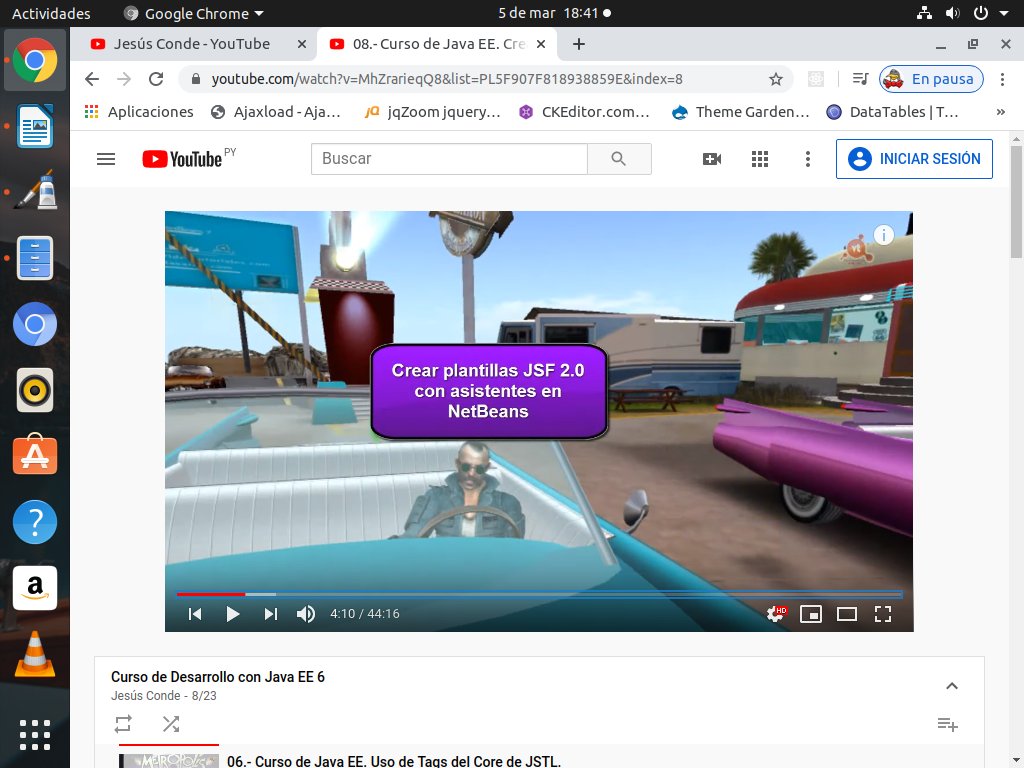 Actividades
Google Chrome
5 de mar 18:41
Jesús Conde - YouTube
08.- Curso de Java EE. Cre
youtube.com/watch?v=MhZrarieqQ8&list=PL5F907F818938859E&index=8
En pausa
Aplicaciones
Ajaxload - Aja...
jQ
jqZoom jquery...
CKEditor.com...
Theme Garden...
DataTables | T...
»
YouTube PY
Buscar
INICIAR SESIÓN
i
vt
Crear plantillas JSF 2.0
con asistentes en
NetBeans
4:10 / 44:16
HD
Curso de Desarrollo con Java EE 6
Jesús Conde - 8/23
METROPOLIS
06.- Curso de Java EE. Uso de Tags del Core de JSTL.
?
a